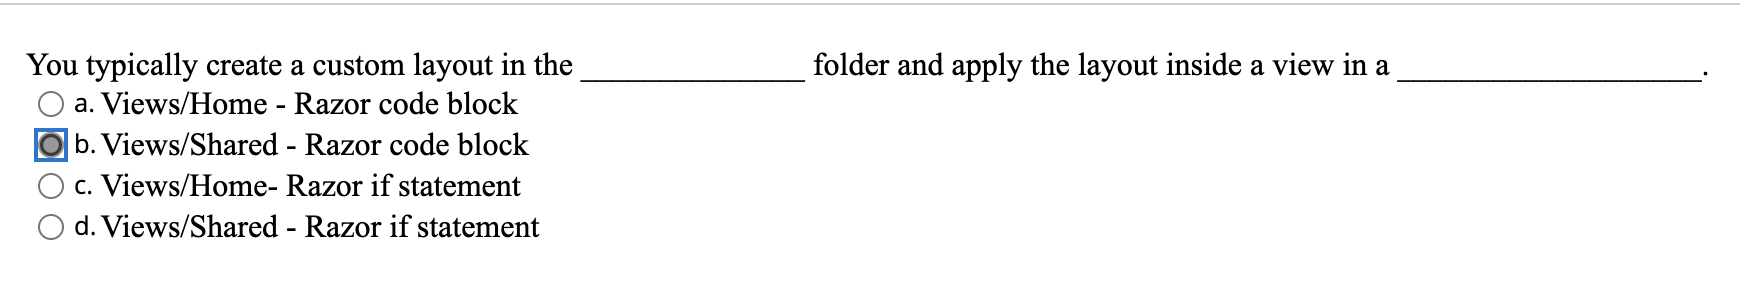 You typically create a custom layout in the ______________ folder and apply the layout inside a view in a ___________________.
a. Views/Home - Razor code block
b. Views/Shared - Razor code block
c. Views/Home- Razor if statement
d. Views/Shared - Razor if statement